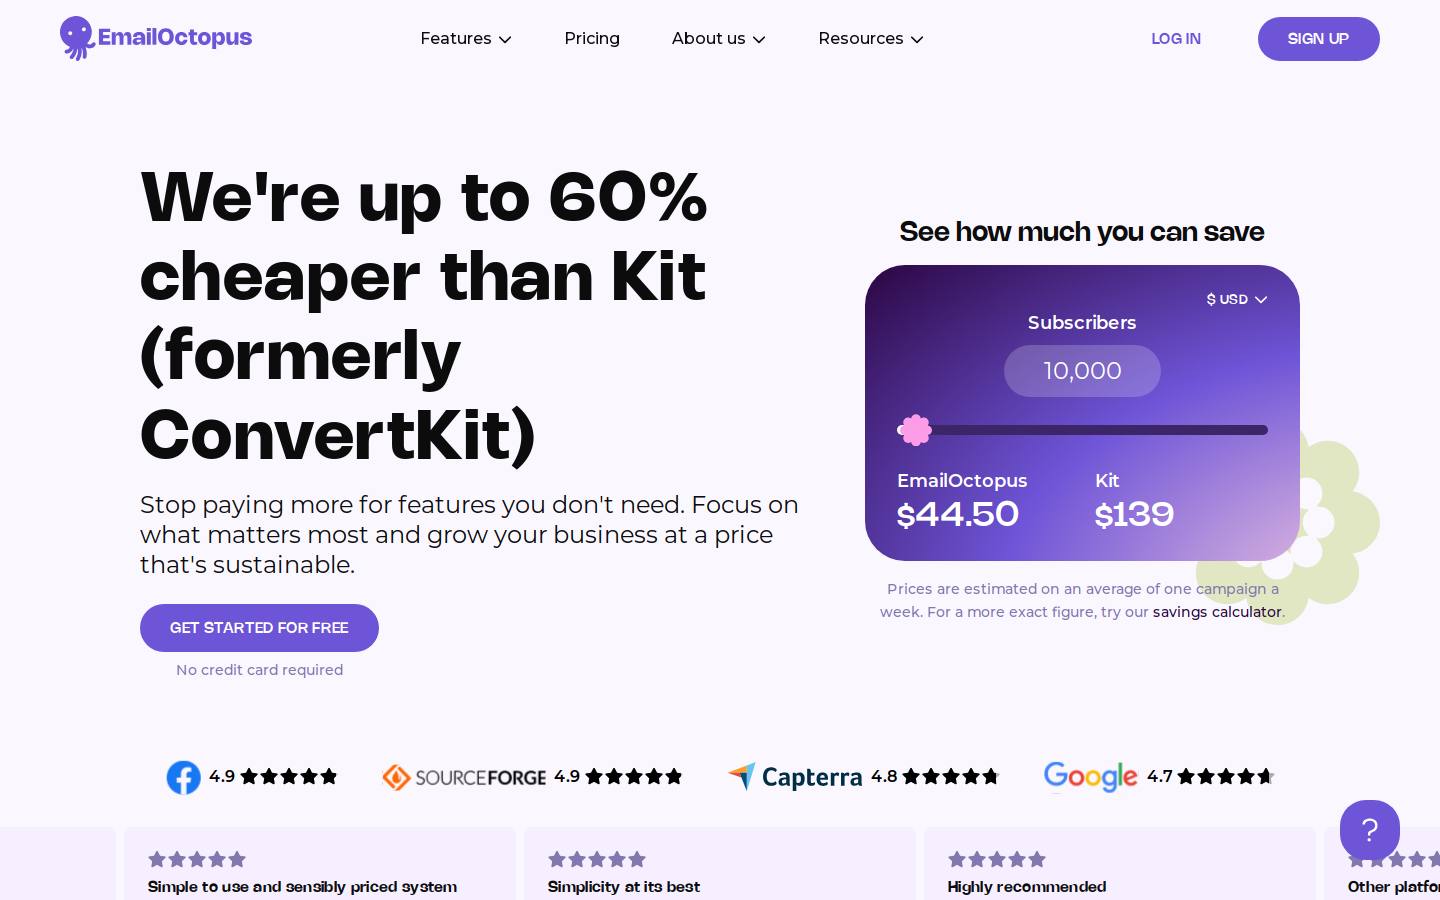 EmailOctopus
Features
Pricing
About us
Resources
LOG IN
SIGN UP
We're up to 60%
cheaper than Kit
(formerly
ConvertKit)
Stop paying more for features you don't need. Focus on
what matters most and grow your business at a price
that's sustainable.
GET STARTED FOR FREE
No credit card required
See how much you can save
$ USD
Subscribers
10,000
EmailOctopus
$44.50
Kit
$139
Prices are estimated on an average of one campaign a
week. For a more exact figure, try our savings calculator.
4.9
SOURCEFORGE 4.9
Capterra 4.8
Google 4.7
Simple to use and sensibly priced system
Simplicity at its best
Highly recommended
Other platfor
?